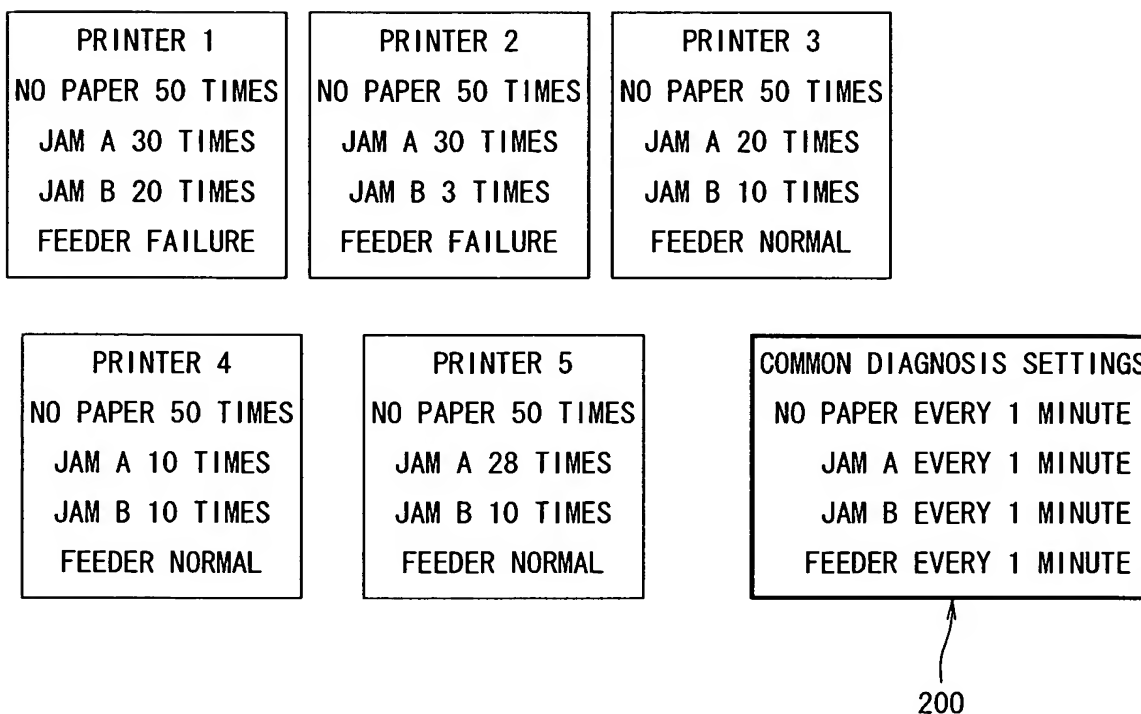 PRINTER 1
NO PAPER 50 TIMES
JAM A 30 TIMES
JAM B 20 TIMES
FEEDER FAILURE
PRINTER 2
NO PAPER 50 TIMES
JAM A 30 TIMES
JAM B 3 TIMES
FEEDER FAILURE
PRINTER 3
NO PAPER 50 TIMES
JAM A 20 TIMES
JAM B 10 TIMES
FEEDER NORMAL
PRINTER 4
NO PAPER 50 TIMES
JAM A 10 TIMES
JAM B 10 TIMES
FEEDER NORMAL
PRINTER 5
NO PAPER 50 TIMES
JAM A 28 TIMES
JAM B 10 TIMES
FEEDER NORMAL
COMMON DIAGNOSIS SETTINGS
NO PAPER EVERY 1 MINUTE
JAM A EVERY 1 MINUTE
JAM B EVERY 1 MINUTE
FEEDER EVERY 1 MINUTE
200